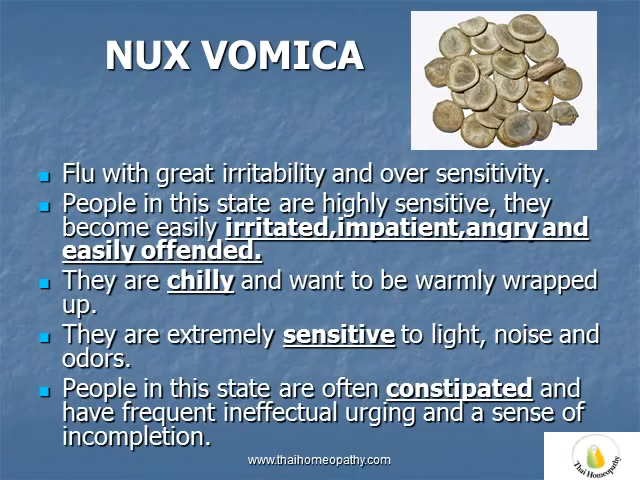 NUX VOMICA
Flu with great irritability and over sensitivity.
People in this state are highly sensitive, they
become easily irritated,impatient,angry and
easily offended.
They are chilly and want to be warmly wrapped
up.
They are extremely sensitive to light, noise and
odors.
People in this state are often constipated and
have frequent ineffectual urging and a sense of
incompletion.
www.thaihomeopathy.com
Thai Homeopathy